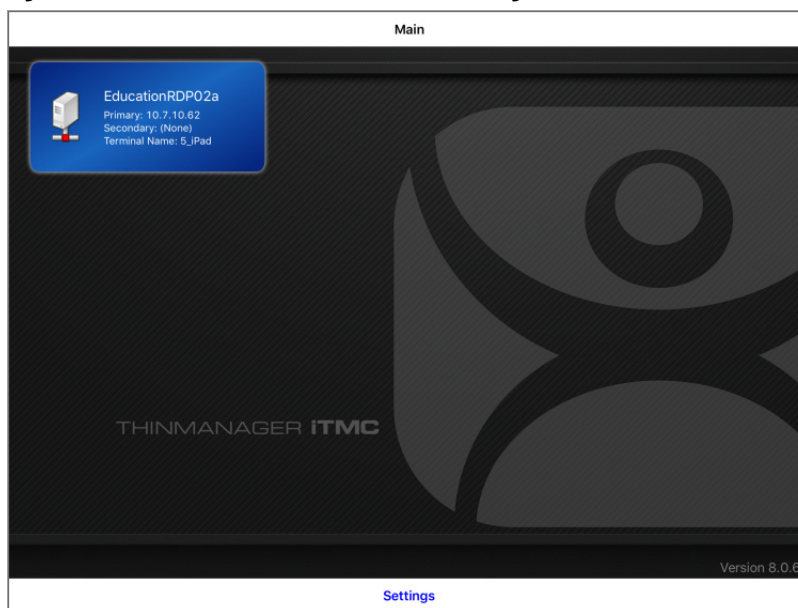 Main
EducationRDP02a
Primary: 10.7.10.62
Secondary: (None)
Terminal Name: 5_iPad
THINMANAGER iTMC
Version 8.0.6
Settings